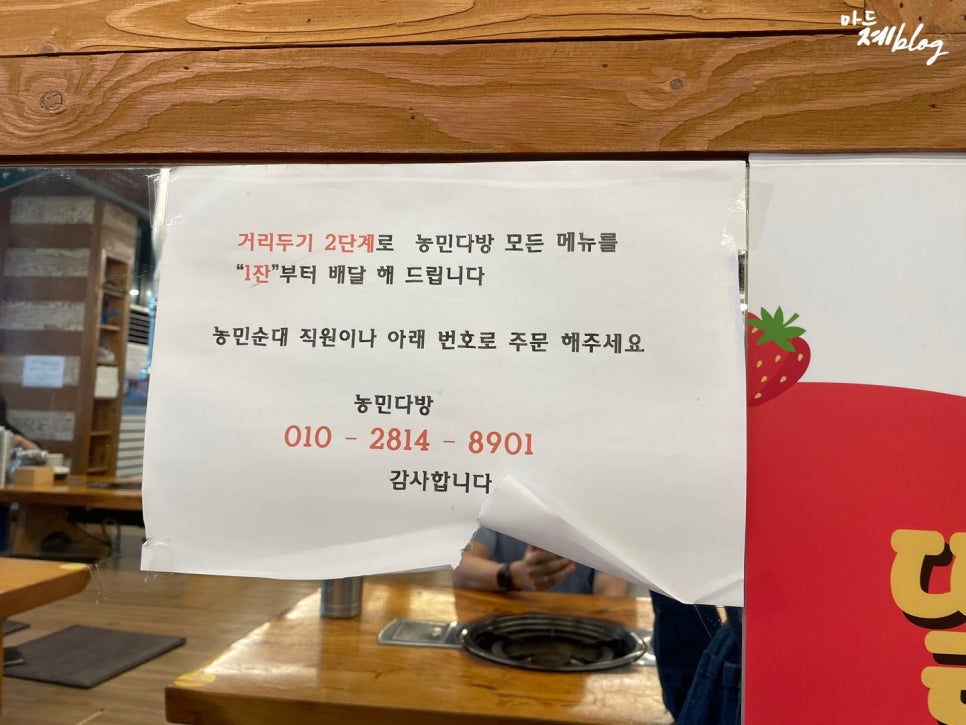 마드
제blog
거리두기 2단계로 농민다방 모든 메뉴를
"1잔"부터 배달 해 드립니다
농민순대 직원이나 아래 번호로 주문 해주세요
농민다방
010 - 2814 - 8901
감사합니다